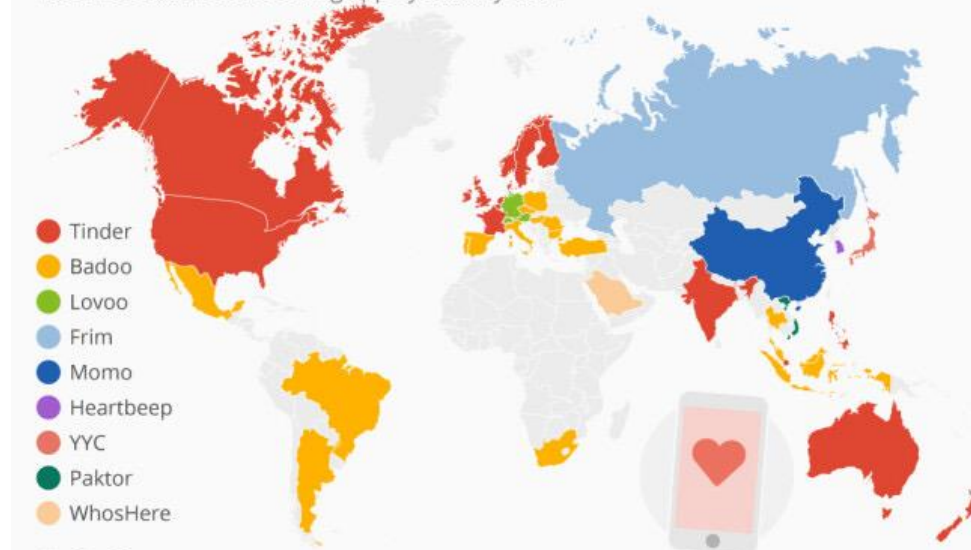 Tinder
Badoo
Lovoo
Frim
Momo
Heartbeep
YYC
Paktor
WhosHere